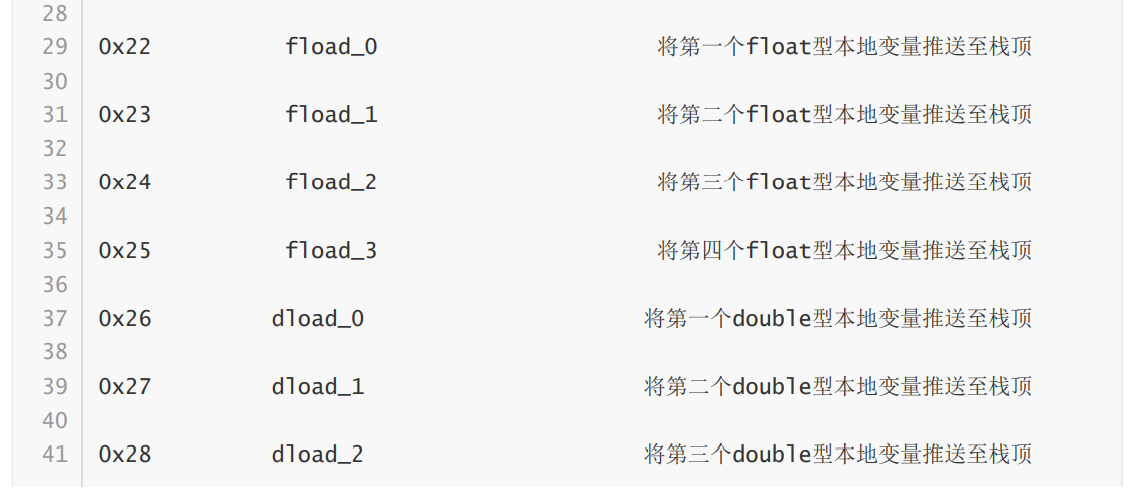 28
29 0x22 fload_0 将第一个float型本地变量推送至栈顶
30
31 0x23 fload_1 将第二个float型本地变量推送至栈顶
32
33 0x24 fload_2 将第三个float型本地变量推送至栈顶
34
35 0x25 fload_3 将第四个float型本地变量推送至栈顶
36
37 0x26 dload_0 将第一个double型本地变量推送至栈顶
38
39 0x27 dload_1 将第二个double型本地变量推送至栈顶
40
41 0x28 dload_2 将第三个double型本地变量推送至栈顶